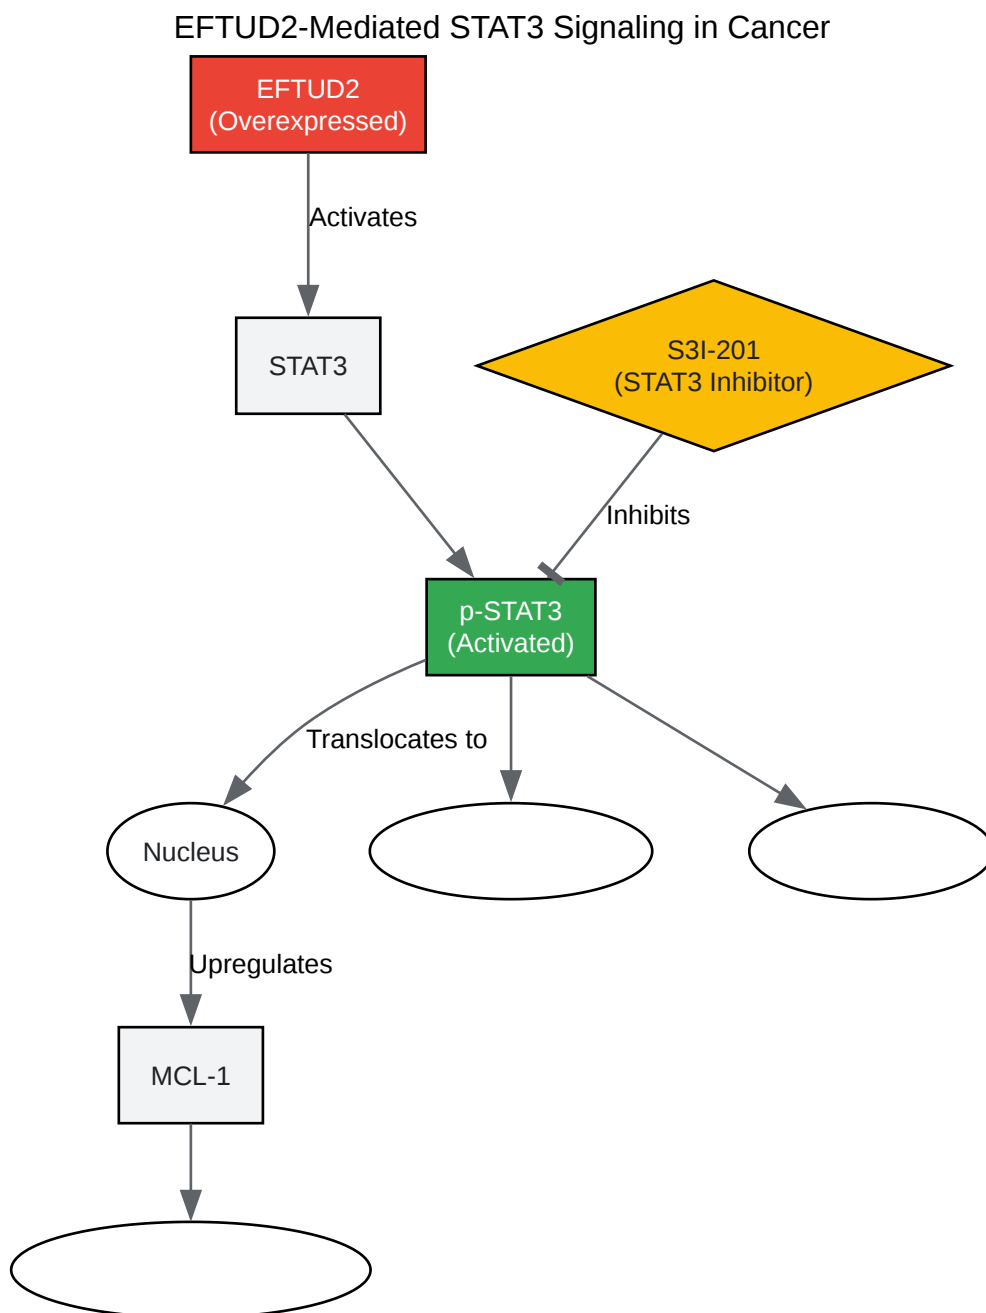 EFTUD2-Mediated STAT3 Signaling in Cancer
EFTUD2
(Overexpressed)
Activates
STAT3
S3I-201
(STAT3 Inhibitor)
Inhibits
p-STAT3
(Activated)
Translocates to
Nucleus
Upregulates
MCL-1